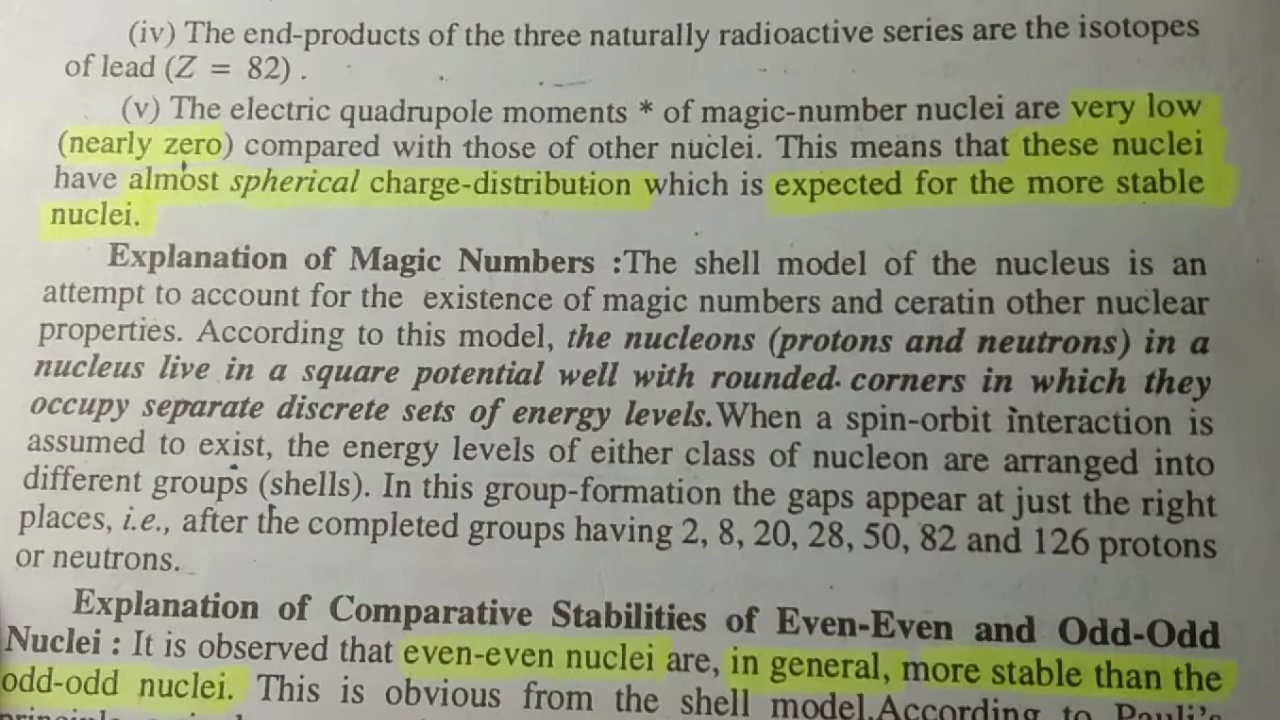 (iv) The end-products of the three naturally radioactive series are the isotopes
of lead (Z = 82) .
(v) The electric quadrupole moments * of magic-number nuclei are very low
(nearly zero) compared with those of other nuclei. This means that these nuclei
have almost spherical charge-distribution which is expected for the more stable
nuclei.
Explanation of Magic Numbers :The shell model of the nucleus is an
attempt to account for the existence of magic numbers and ceratin other nuclear
properties. According to this model, the nucleons (protons and neutrons) in a
nucleus live in a square potential well with rounded corners in which they
occupy separate discrete sets of energy levels. When a spin-orbit interaction is
assumed to exist, the energy levels of either class of nucleon are arranged into
different groups (shells). In this group-formation the gaps appear at just the right
places, i.e., after the completed groups having 2, 8, 20, 28, 50, 82 and 126 protons
or neutrons.
Explanation of Comparative Stabilities of Even-Even and Odd-Odd
Nuclei : It is observed that even-even nuclei are, in general, more stable than the
odd-odd nuclei. This is obvious from the shell model.According to Pauli's